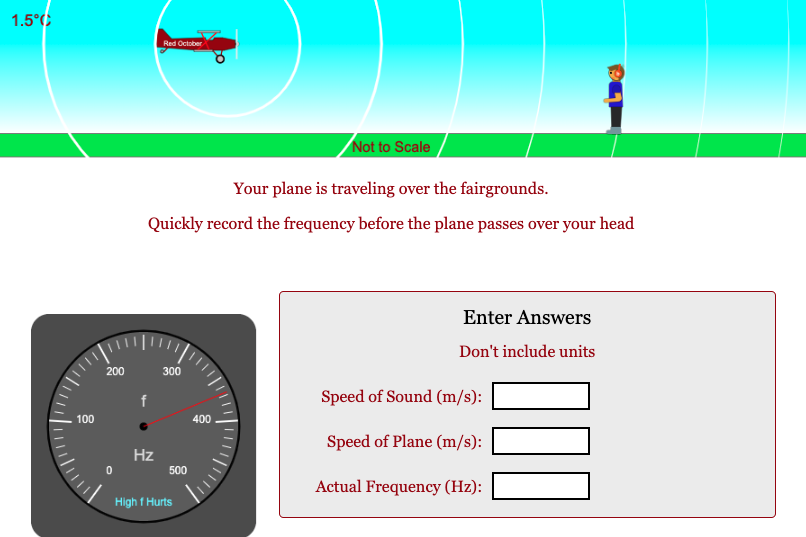 1.5°C
Red October
Not to Scale
Your plane is traveling over the fairgrounds.
Quickly record the frequency before the plane passes over your head
200 300
f
100 400
Hz
0 500
High f Hurts
Enter Answers
Don't include units
Speed of Sound (m/s):
Speed of Plane (m/s):
Actual Frequency (Hz):